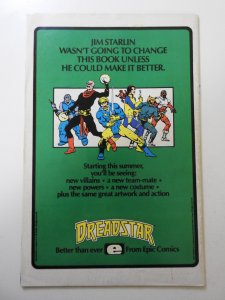 JIM STARLIN
WASN'T GOING TO CHANGE
THIS BOOK UNLESS
HE COULD MAKE IT BETTER.
Starting this summer,
you'll be seeing:
new villains • a new team-mate •
new powers • a new costume •
plus the same great artwork and action
DREADSTAR
Better than ever e From Epic Comics